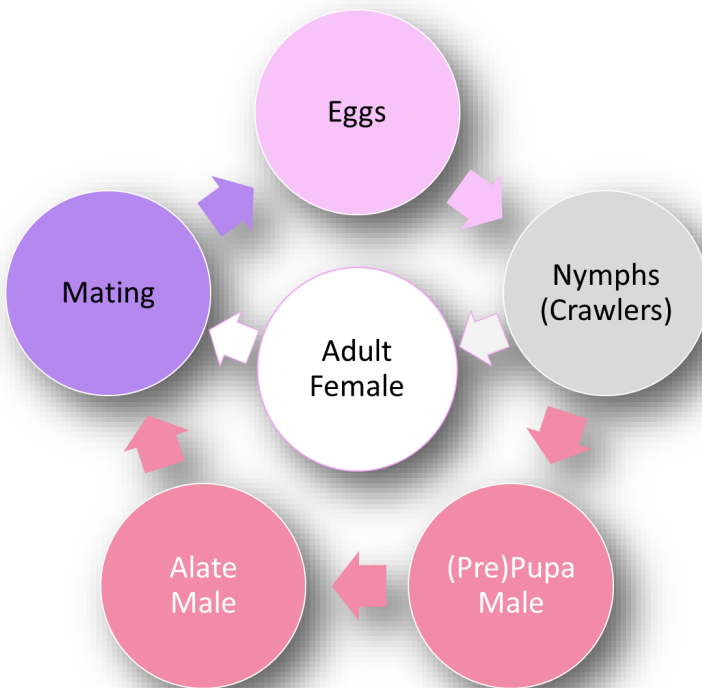 Eggs
Mating
Nymphs
(Crawlers)
Adult
Female
Alate
Male
(Pre)Pupa
Male